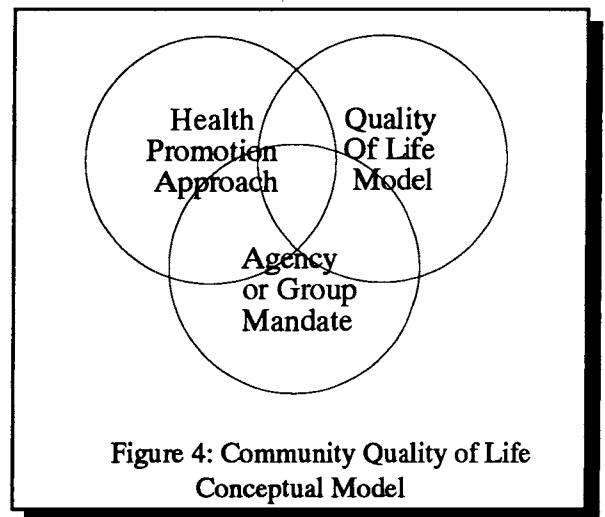 Health
Promotion
Approach
Quality
Of Life
Model
Agency
or Group
Mandate
Figure 4: Community Quality of Life
Conceptual Model